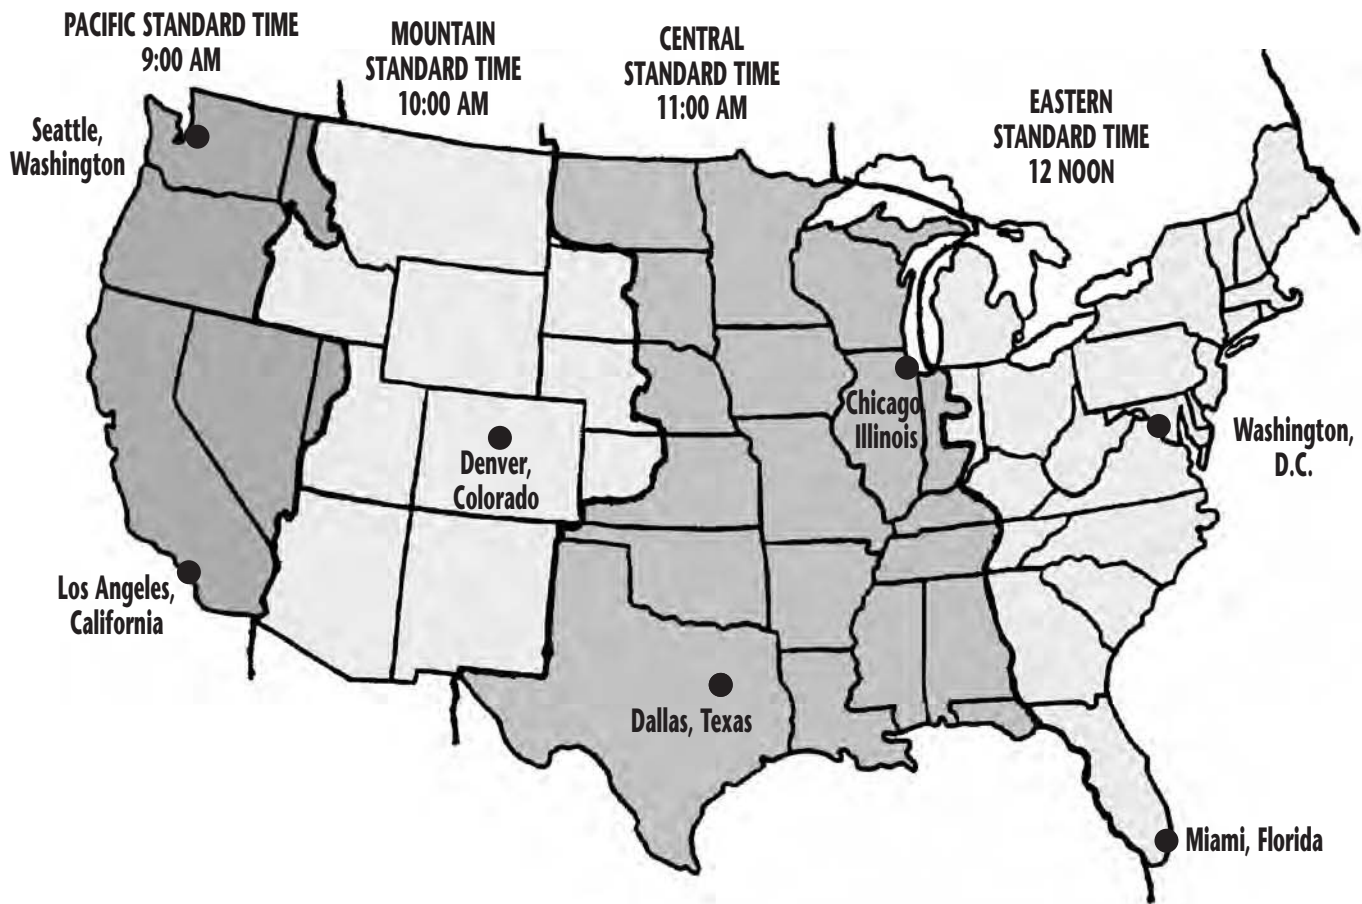 PACIFIC STANDARD TIME
9:00 AM
MOUNTAIN
STANDARD TIME
10:00 AM
CENTRAL
STANDARD TIME
11:00 AM
EASTERN
STANDARD TIME
12 NOON
Seattle,
Washington
Chicago,
Illinois
Washington,
D.C.
Denver,
Colorado
Los Angeles,
California
Dallas, Texas
Miami, Florida